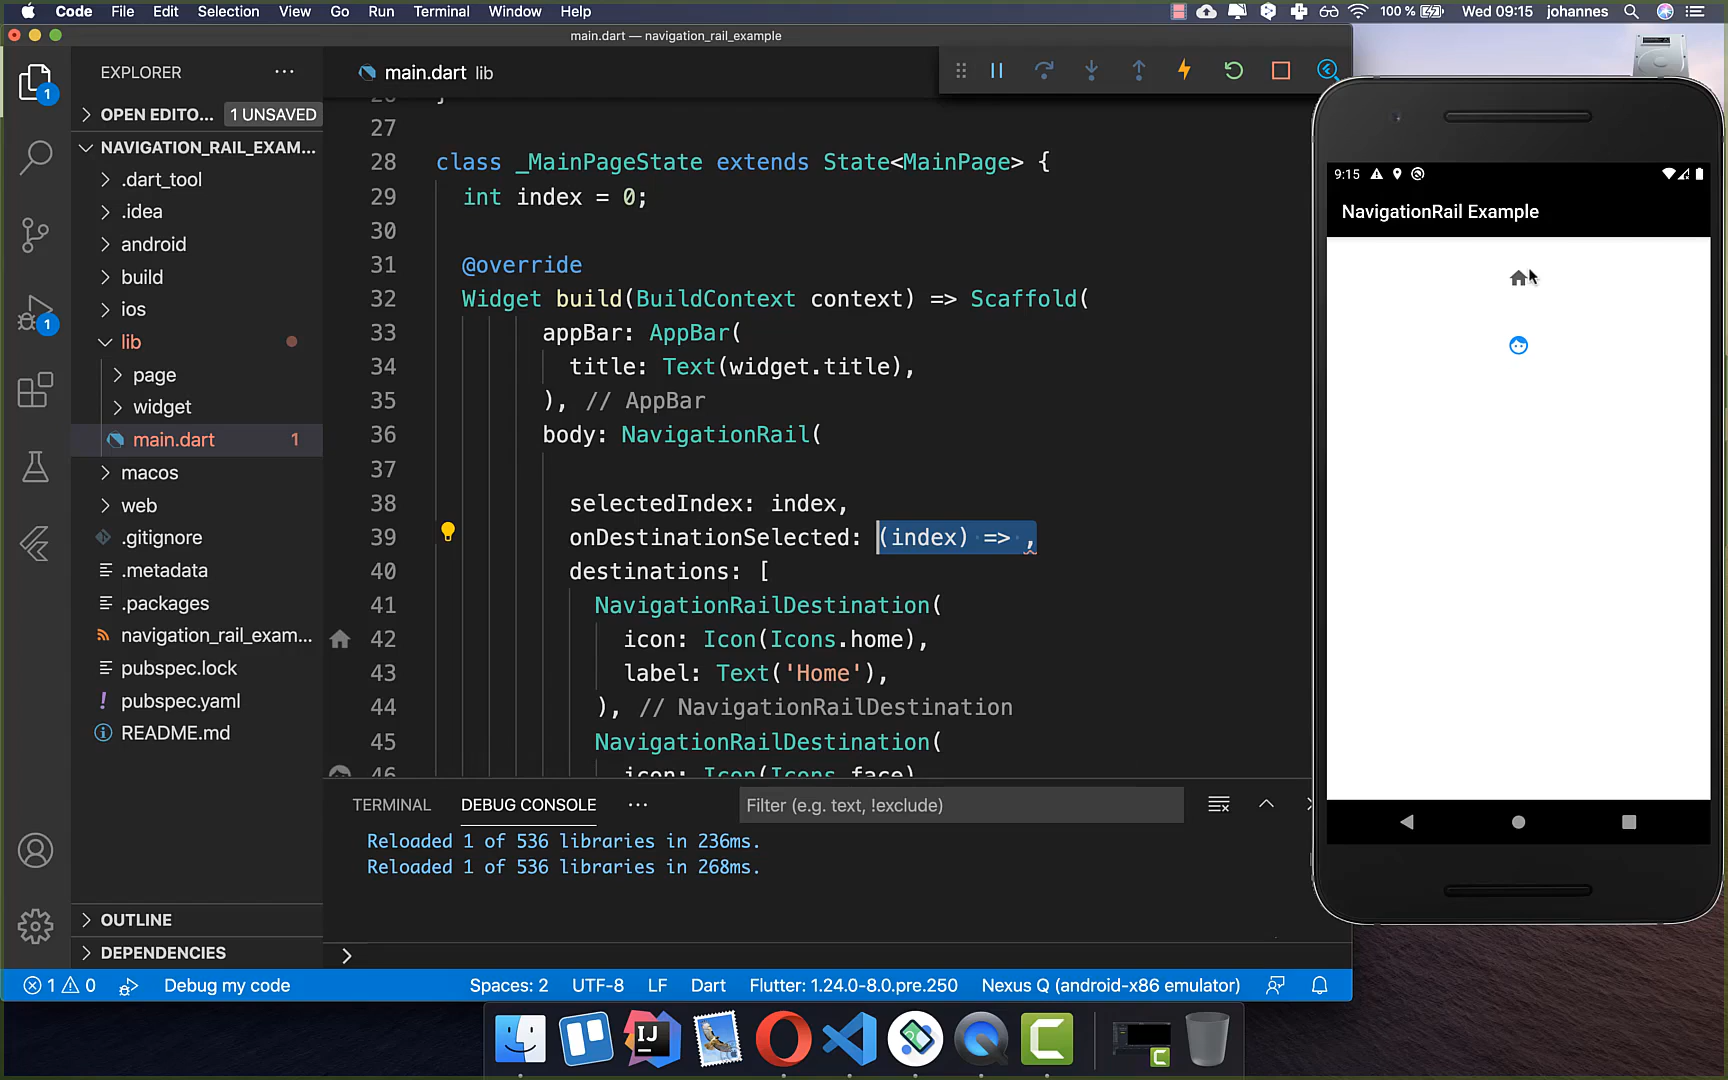 Code File Edit Selection View Go Run Terminal Window Help 100 % Wed 09:15 johannes
main.dart — navigation_rail_example
EXPLORER
OPEN EDITO... 1 UNSAVED
NAVIGATION_RAIL_EXAM...
.dart_tool
.idea
android
build
ios
lib
page
widget
main.dart 1
macos
web
.gitignore
.metadata
.packages
navigation_rail_exam...
pubspec.lock
pubspec.yaml
README.md
OUTLINE
DEPENDENCIES
1
1
main.dart lib
27
28 class _MainPageState extends State<MainPage> {
29 int index = 0;
30
31 @override
32 Widget build(BuildContext context) => Scaffold(
33 appBar: AppBar(
34 title: Text(widget.title),
35 ), // AppBar
36 body: NavigationRail(
37
38 selectedIndex: index,
39 onDestinationSelected: (index) => ,
40 destinations: [
41 NavigationRailDestination(
42 icon: Icon(Icons.home),
43 label: Text('Home'),
44 ), // NavigationRailDestination
45 NavigationRailDestination(
46 icon: Icon(Icons.face)
TERMINAL DEBUG CONSOLE Filter (e.g. text, !exclude)
Reloaded 1 of 536 libraries in 236ms.
Reloaded 1 of 536 libraries in 268ms.
1 0 Debug my code Spaces: 2 UTF-8 LF Dart Flutter: 1.24.0-8.0.pre.250 Nexus Q (android-x86 emulator)
9:15
NavigationRail Example